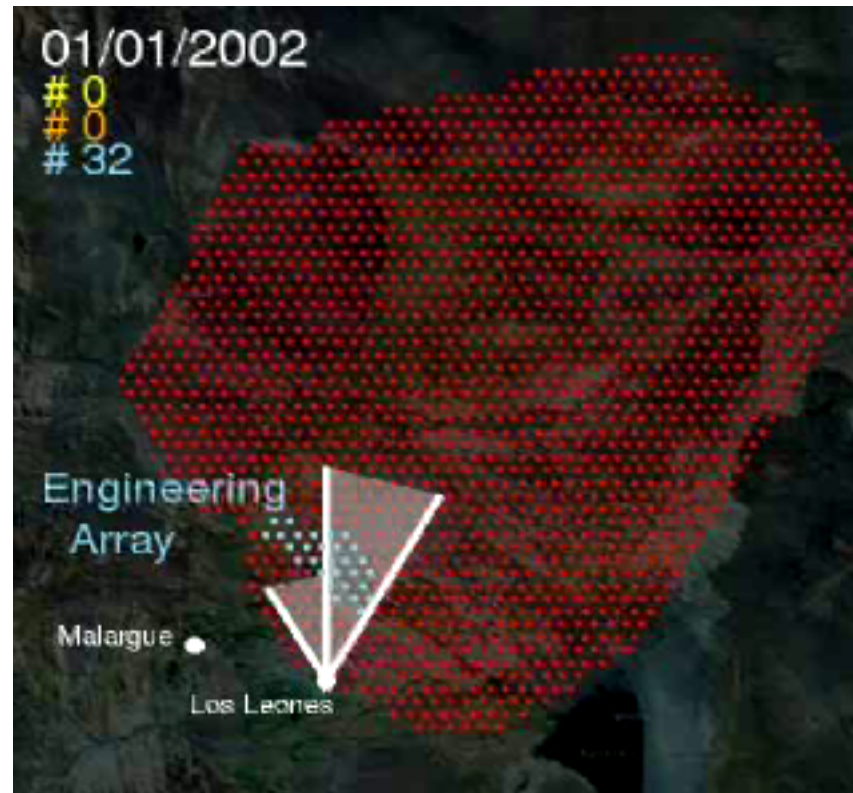 01/01/2002
# 0
# 0
# 32
Engineering
Array
Malargue
Los Leones